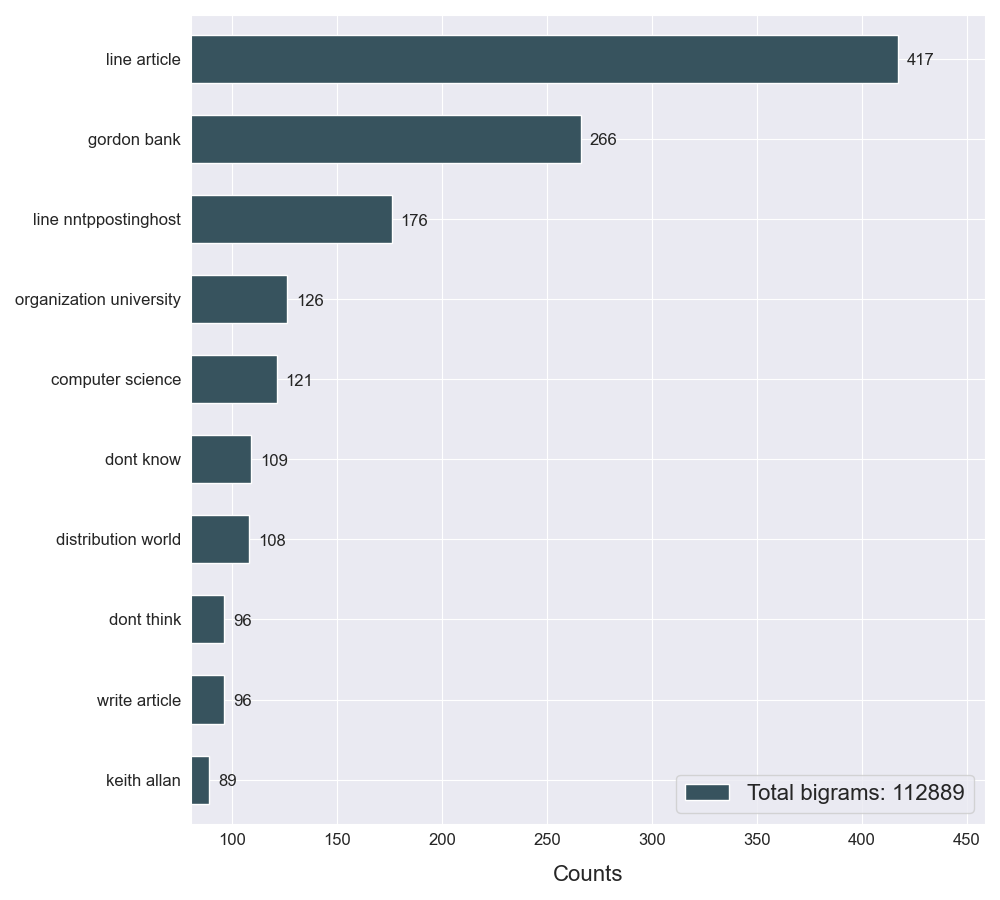 line article
417
gordon bank
266
line nntppostinghost
176
organization university
126
computer science
121
dont know
109
distribution world
108
dont think
96
write article
96
keith allan
89
Total bigrams: 112889
100 150 200 250 300 350 400 450
Counts